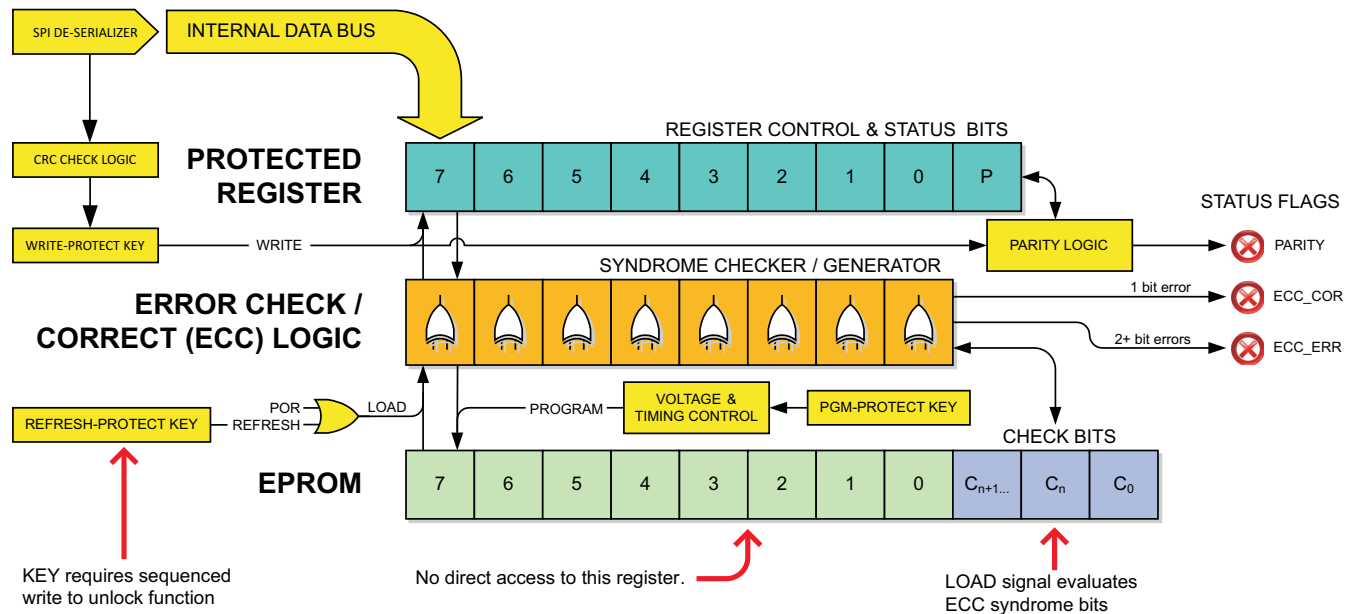 SPI DE-SERIALIZER
INTERNAL DATA BUS
REGISTER CONTROL & STATUS BITS
CRC CHECK LOGIC
PROTECTED
REGISTER
7 6 5 4 3 2 1 0 P
STATUS FLAGS
WRITE-PROTECT KEY
WRITE
PARITY LOGIC
PARITY
SYNDROME CHECKER / GENERATOR
ERROR CHECK /
CORRECT (ECC) LOGIC
1 bit error
ECC_COR
2+ bit errors
ECC_ERR
POR
REFRESH
LOAD
REFRESH-PROTECT KEY
PROGRAM
VOLTAGE &
TIMING CONTROL
PGM-PROTECT KEY
CHECK BITS
EPROM
7 6 5 4 3 2 1 0 Cn+1... Cn C0
KEY requires sequenced
write to unlock function
No direct access to this register.
LOAD signal evaluates
ECC syndrome bits